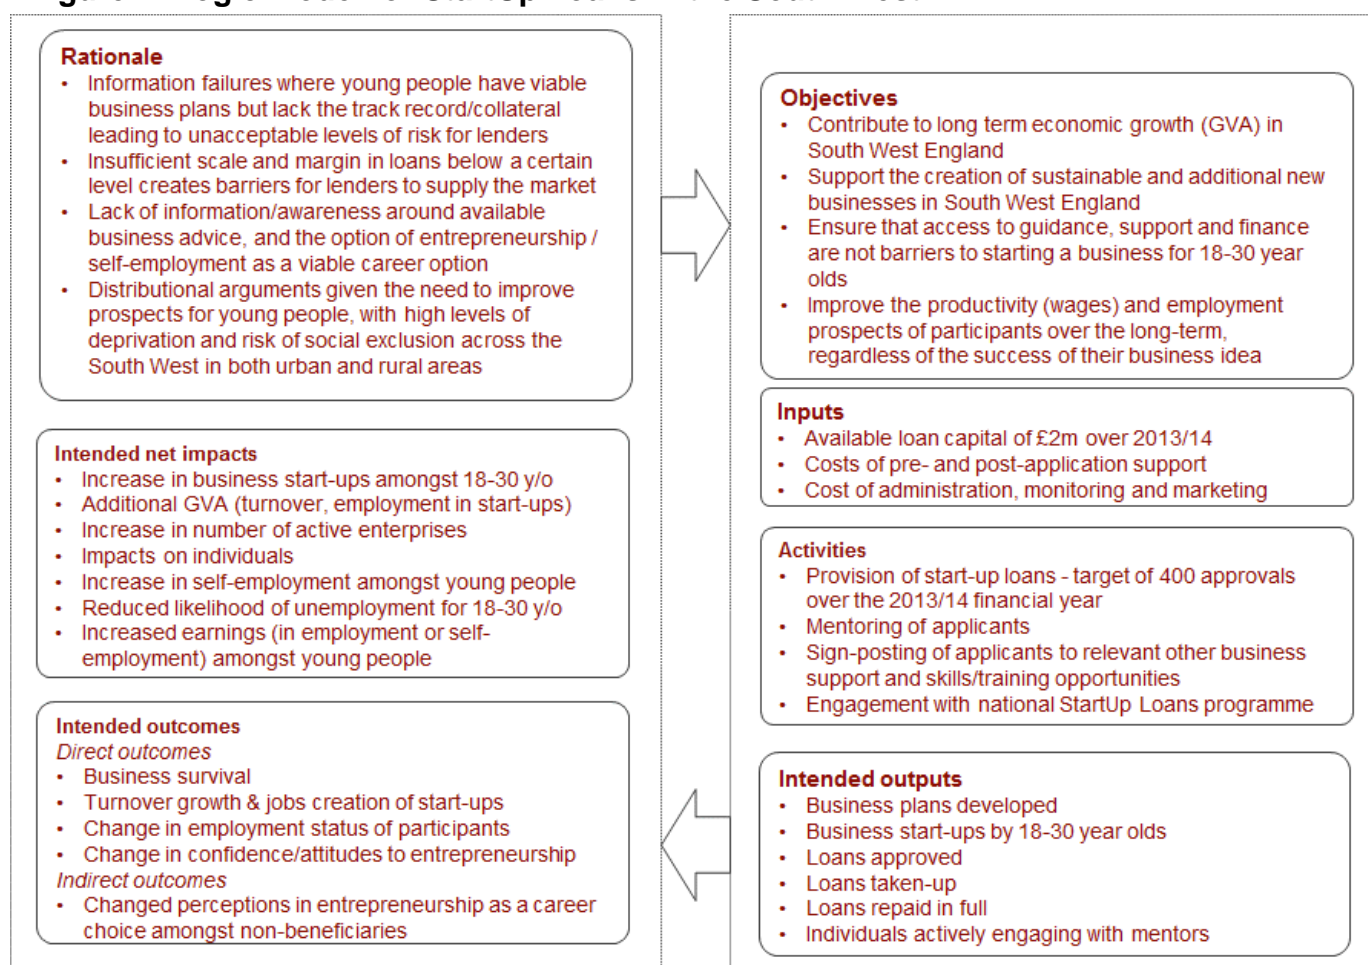 Rationale
• Information failures where young people have viable
business plans but lack the track record/collateral
leading to unacceptable levels of risk for lenders
• Insufficient scale and margin in loans below a certain
level creates barriers for lenders to supply the market
• Lack of information/awareness around available
business advice, and the option of entrepreneurship /
self-employment as a viable career option
• Distributional arguments given the need to improve
prospects for young people, with high levels of
deprivation and risk of social exclusion across the
South West in both urban and rural areas
Objectives
• Contribute to long term economic growth (GVA) in
South West England
• Support the creation of sustainable and additional new
businesses in South West England
• Ensure that access to guidance, support and finance
are not barriers to starting a business for 18-30 year
olds
• Improve the productivity (wages) and employment
prospects of participants over the long-term,
regardless of the success of their business idea
Inputs
• Available loan capital of £2m over 2013/14
• Costs of pre- and post-application support
• Cost of administration, monitoring and marketing
Activities
• Provision of start-up loans - target of 400 approvals
over the 2013/14 financial year
• Mentoring of applicants
• Sign-posting of applicants to relevant other business
support and skills/training opportunities
• Engagement with national StartUp Loans programme
Intended outputs
• Business plans developed
• Business start-ups by 18-30 year olds
• Loans approved
• Loans taken-up
• Loans repaid in full
• Individuals actively engaging with mentors
Intended outcomes
Direct outcomes
• Business survival
• Turnover growth & jobs creation of start-ups
• Change in employment status of participants
• Change in confidence/attitudes to entrepreneurship
Indirect outcomes
• Changed perceptions in entrepreneurship as a career
choice amongst non-beneficiaries
Intended net impacts
• Increase in business start-ups amongst 18-30 y/o
• Additional GVA (turnover, employment in start-ups)
• Increase in number of active enterprises
• Impacts on individuals
• Increase in self-employment amongst young people
• Reduced likelihood of unemployment for 18-30 y/o
• Increased earnings (in employment or self-
employment) amongst young people